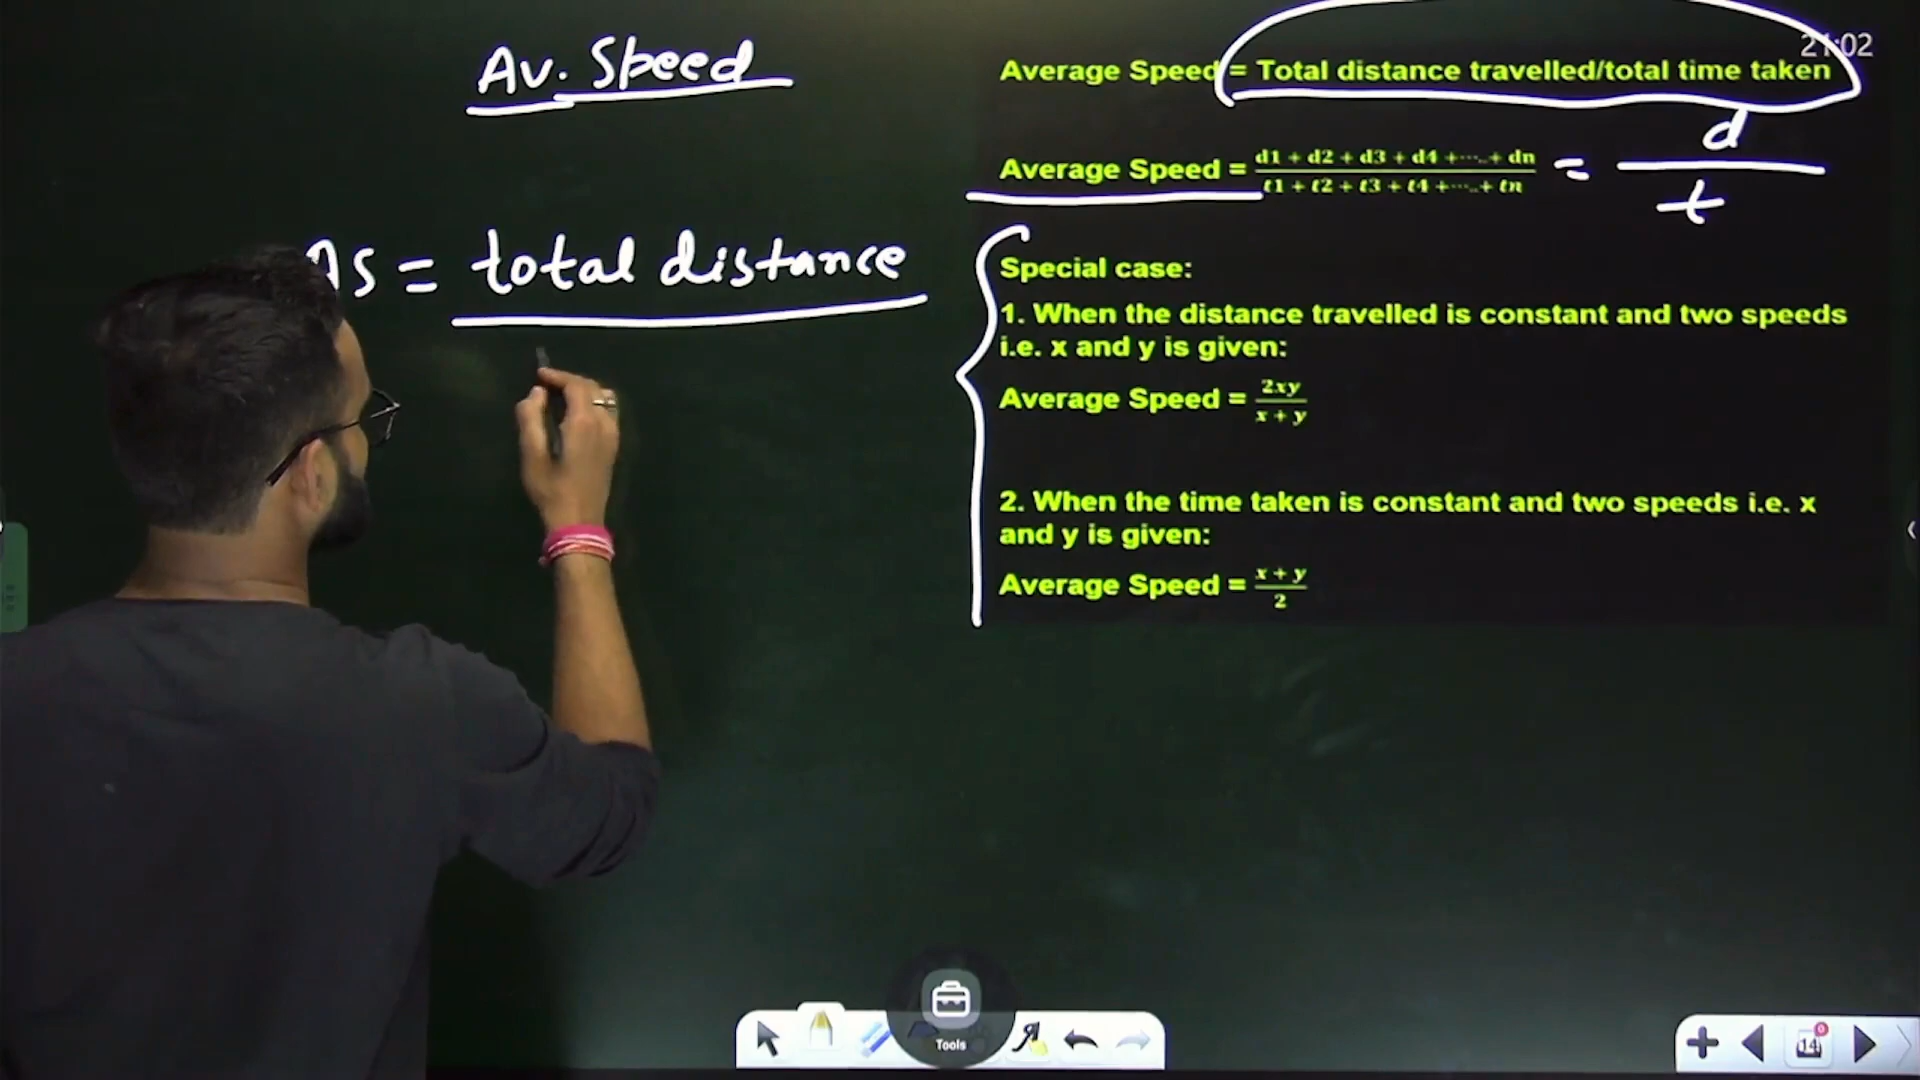 Av. Speed
AS = total distance
21:02
Average Speed = Total distance travelled/total time taken
Average Speed = d1 + d2 + d3 + d4 +....+ dn / t1 + t2 + t3 + t4 +....+ tn = d / t
Special case:
1. When the distance travelled is constant and two speeds
i.e. x and y is given:
Average Speed = 2xy / x + y
2. When the time taken is constant and two speeds i.e. x
and y is given:
Average Speed = x + y / 2
Tools
0
14